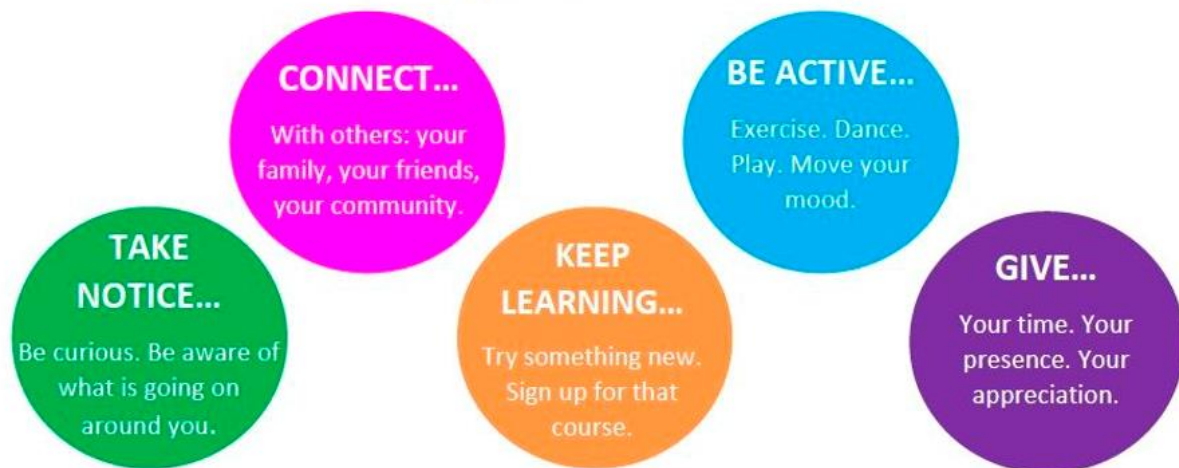 TAKE
NOTICE...
Be curious. Be aware of
what is going on
around you.
CONNECT...
With others: your
family, your friends,
your community.
KEEP
LEARNING...
Try something new.
Sign up for that
course.
BE ACTIVE...
Exercise. Dance.
Play. Move your
mood.
GIVE...
Your time. Your
presence. Your
appreciation.